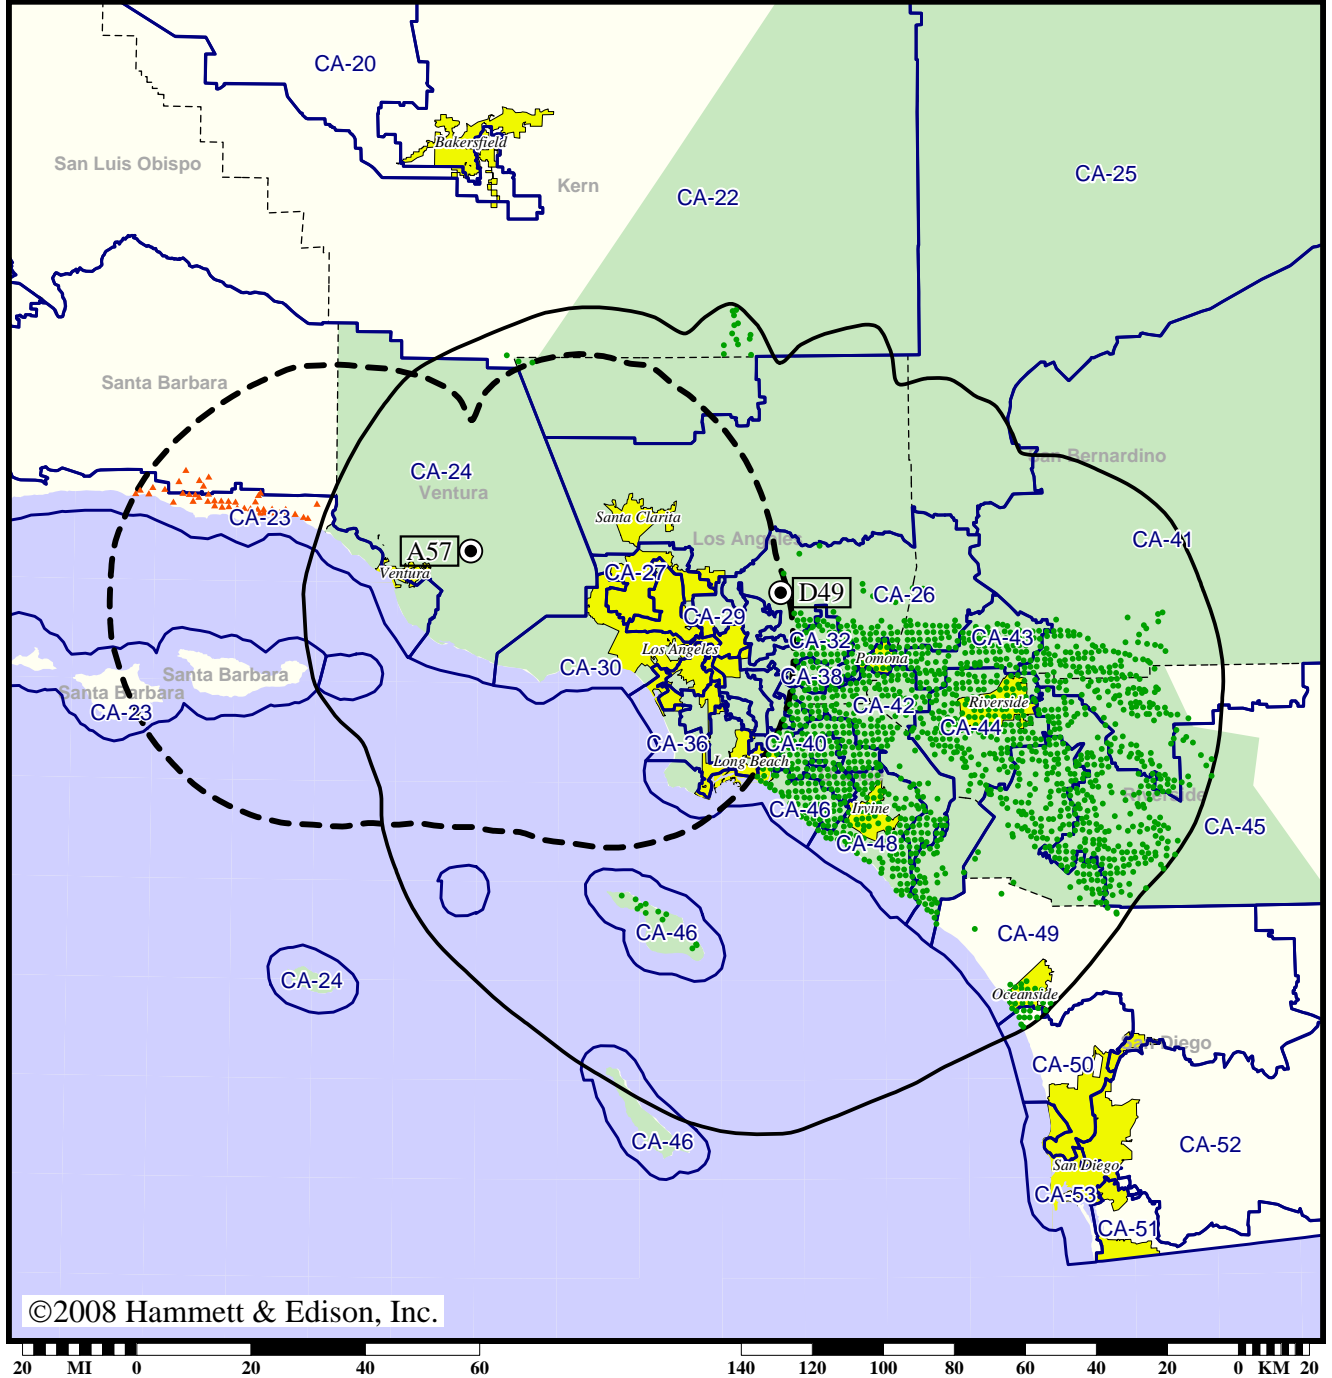 CA-20
Bakersfield
San Luis Obispo
Kern
CA-22
CA-25
Santa Barbara
San Bernardino
CA-24
Ventura
Santa Clarita
CA-23
Los Angeles
CA-41
A57
Ventura
CA-27
D49
CA-26
CA-29
CA-32
CA-43
Los Angeles
Pomona
CA-30
Santa Barbara
CA-38
Santa Barbara
CA-23
CA-42
Riverside
CA-44
CA-36
CA-40
Long Beach
Riverside
CA-46
Irvine
CA-45
CA-48
CA-46
CA-49
CA-24
Oceanside
San Diego
CA-50
CA-46
CA-52
San Diego
CA-53
CA-51
©2008 Hammett & Edison, Inc.
20 MI 0 20 40 60 140 120 100 80 60 40 20 0 KM 20